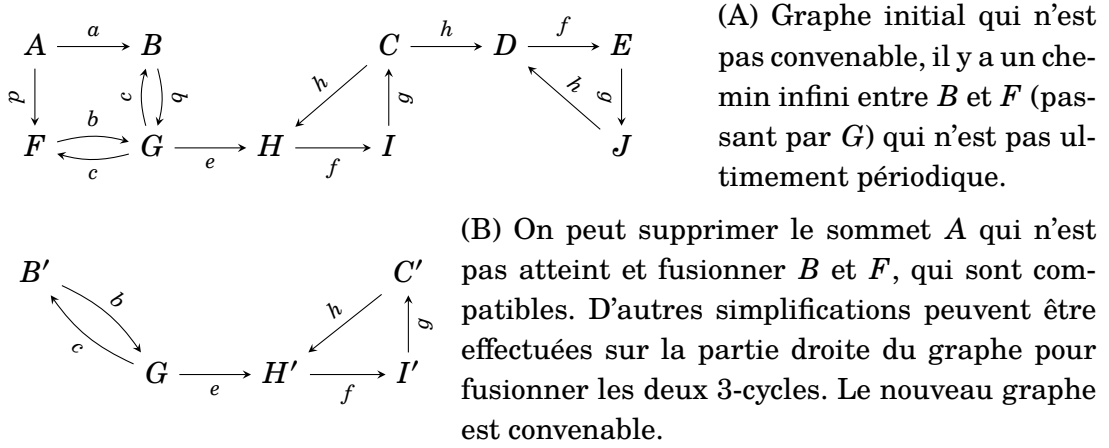 A a B C h D f E
d c b h g h g
F b G H I J
c e f
(A) Graphe initial qui n'est
pas convenable, il y a un che-
min infini entre B et F (pas-
sant par G) qui n'est pas ul-
timement périodique.
B′ C′
b c h g
G e H′ f I′
(B) On peut supprimer le sommet A qui n'est
pas atteint et fusionner B et F, qui sont com-
patibles. D'autres simplifications peuvent être
effectuées sur la partie droite du graphe pour
fusionner les deux 3-cycles. Le nouveau graphe
est convenable.